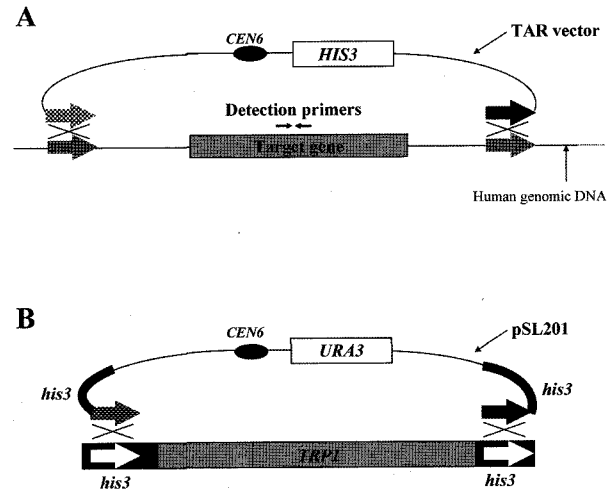 A
CEN6
HIS3
TAR vector
Detection primers
Target gene
Human genomic DNA
B
CEN6
URA3
pSL201
his3
his3
TRP1
his3
his3